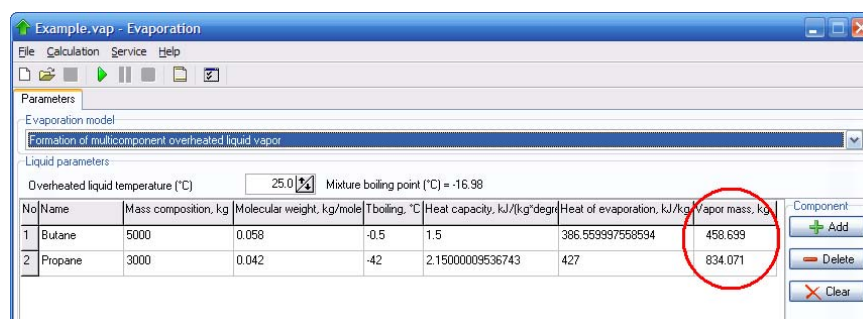 Example.vap - Evaporation
File Calculation Service Help
Parameters
Evaporation model
Formation of multicomponent overheated liquid vapor
Liquid parameters
Overheated liquid temperature (°C) 25.0 Mixture boiling point (°C) = -16.98
No Name Mass composition, kg Molecular weight, kg/mole Tboiling, °C Heat capacity, kJ/(kg*degre Heat of evaporation, kJ/kg Vapor mass, kg Component
1 Butane 5000 0.058 -0.5 1.5 386.559997558594 458.699 Add
2 Propane 3000 0.042 -42 2.15000009536743 427 834.071 Delete
Clear